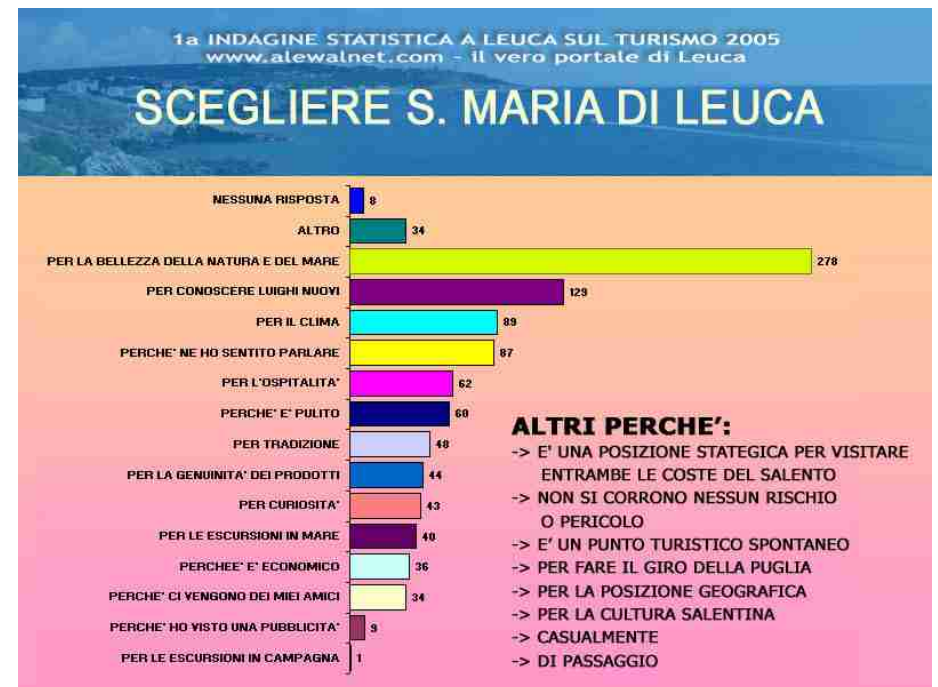 1a INDAGINE STATISTICA A LEUCA SUL TURISMO 2005
www.alewalnet.com - il vero portale di Leuca
SCEGLIERE S. MARIA DI LEUCA
NESSUNA RISPOSTA 8
ALTRO 34
PER LA BELLEZZA DELLA NATURA E DEL MARE 278
PER CONOSCERE LUIGHI NUOVI 129
PER IL CLIMA 89
PERCHE' NE HO SENTITO PARLARE 87
PER L'OSPITALITA' 62
PERCHE' E' PULITO 60
PER TRADIZIONE 48
PER LA GENUINITA' DEI PRODOTTI 44
PER CURIOSITA' 43
PER LE ESCURSIONI IN MARE 40
PERCHEE' E' ECONOMICO 36
PERCHE' CI VENGONO DEI MIEI AMICI 34
PERCHE' HO VISTO UNA PUBBLICITA' 9
PER LE ESCURSIONI IN CAMPAGNA 1
ALTRI PERCHE':
-> E' UNA POSIZIONE STATEGICA PER VISITARE
ENTRAMBE LE COSTE DEL SALENTO
-> NON SI CORRONO NESSUN RISCHIO
O PERICOLO
-> E' UN PUNTO TURISTICO SPONTANEO
-> PER FARE IL GIRO DELLA PUGLIA
-> PER LA POSIZIONE GEOGRAFICA
-> PER LA CULTURA SALENTINA
-> CASUALMENTE
-> DI PASSAGGIO